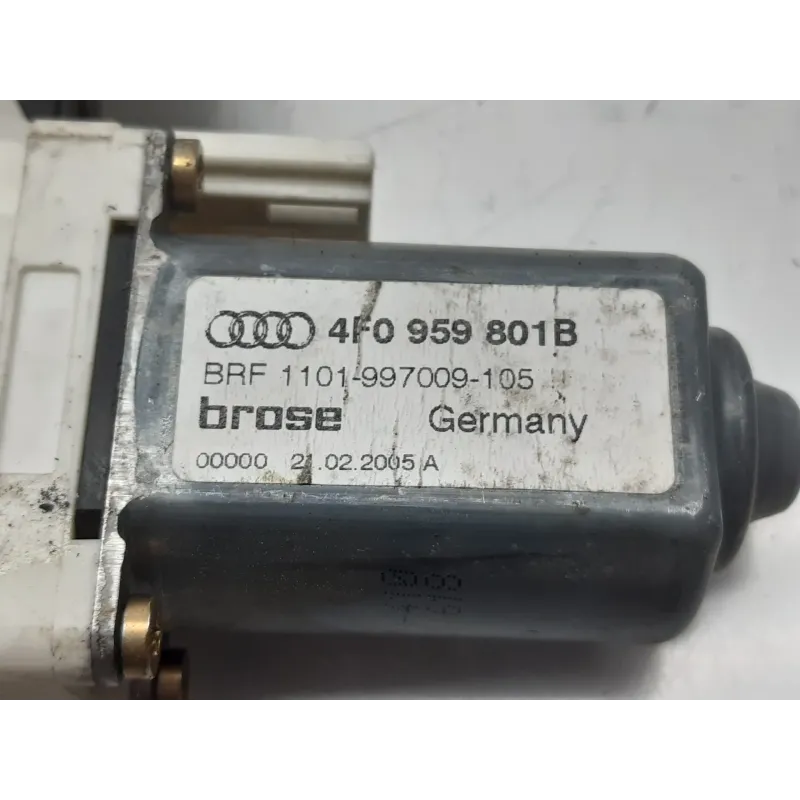 4F0 959 801B
BRF 1101-997009-105
brose Germany
00000 21.02.2005 A